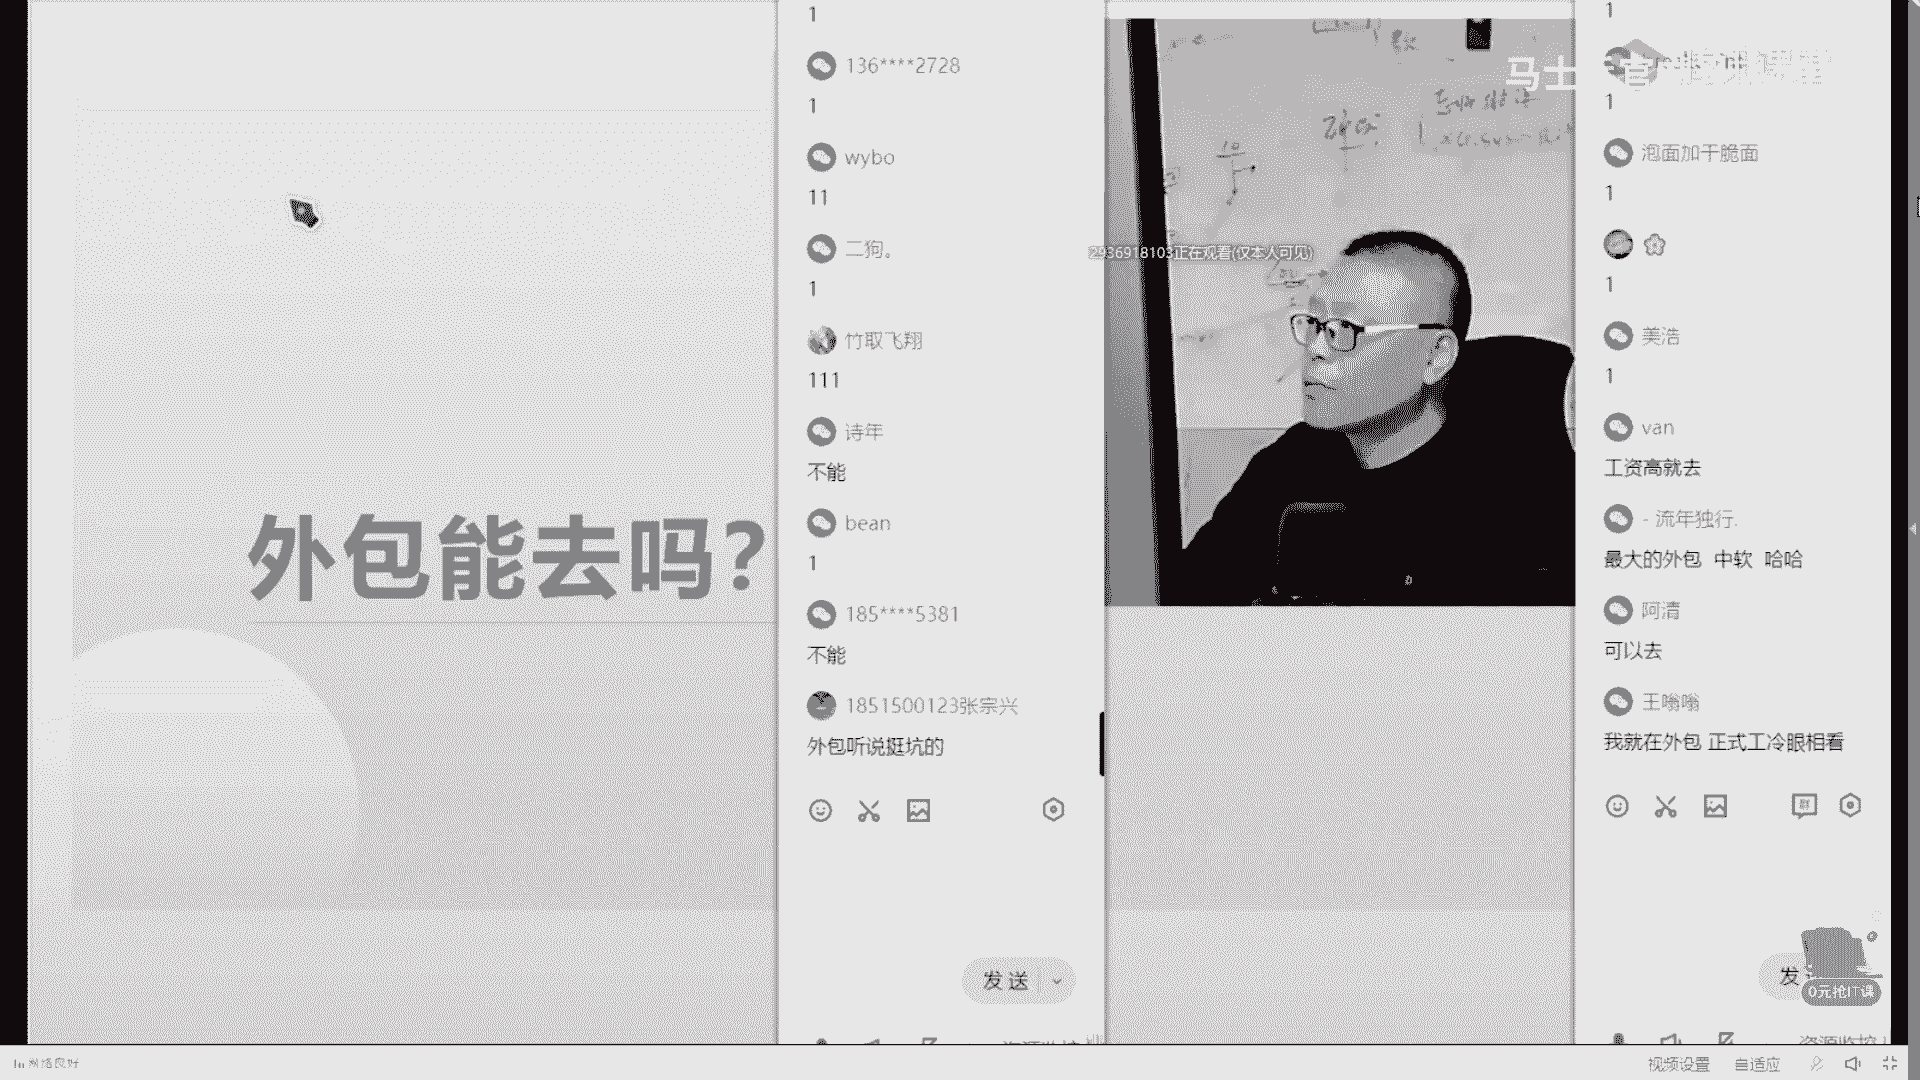 外包能去吗?
1
136****2728
1
wybo
11
二狗。
1
竹取飞翔
111
诗年
不能
bean
1
185****5381
不能
1851500123张宗兴
外包听说挺坑的
发送
2936918103正在观看(仅本人可见)
马士
1
1
泡面加干脆面
1
1
美浩
1
van
工资高就去
- 流年独行.
最大的外包 中软 哈哈
阿清
可以去
王嗡嗡
我就在外包 正式工冷眼相看
群
发
0元抢IT课
网络良好
视频设置
自适应